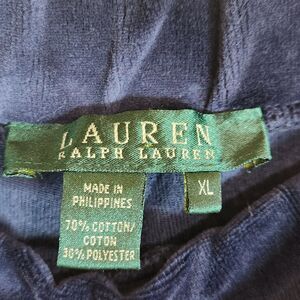 LAUREN
RALPH LAUREN
XL
MADE IN
PHILIPPINES
70% COTTON/
COTON
30% POLYESTER